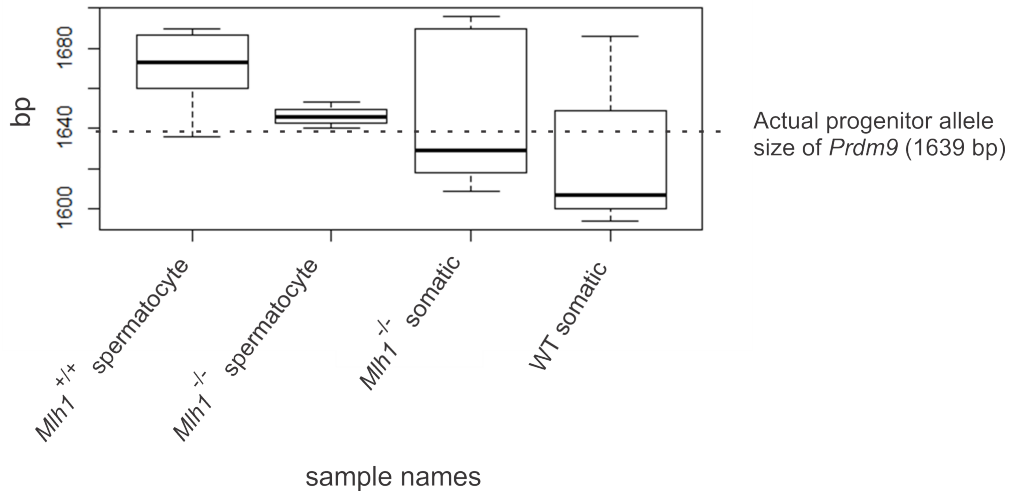 bp
1680
1640
1600
Actual progenitor allele
size of Prdm9 (1639 bp)
Mlh1 +/+ spermatocyte
Mlh1 -/- spermatocyte
Mlh1 -/- somatic
WT somatic
sample names